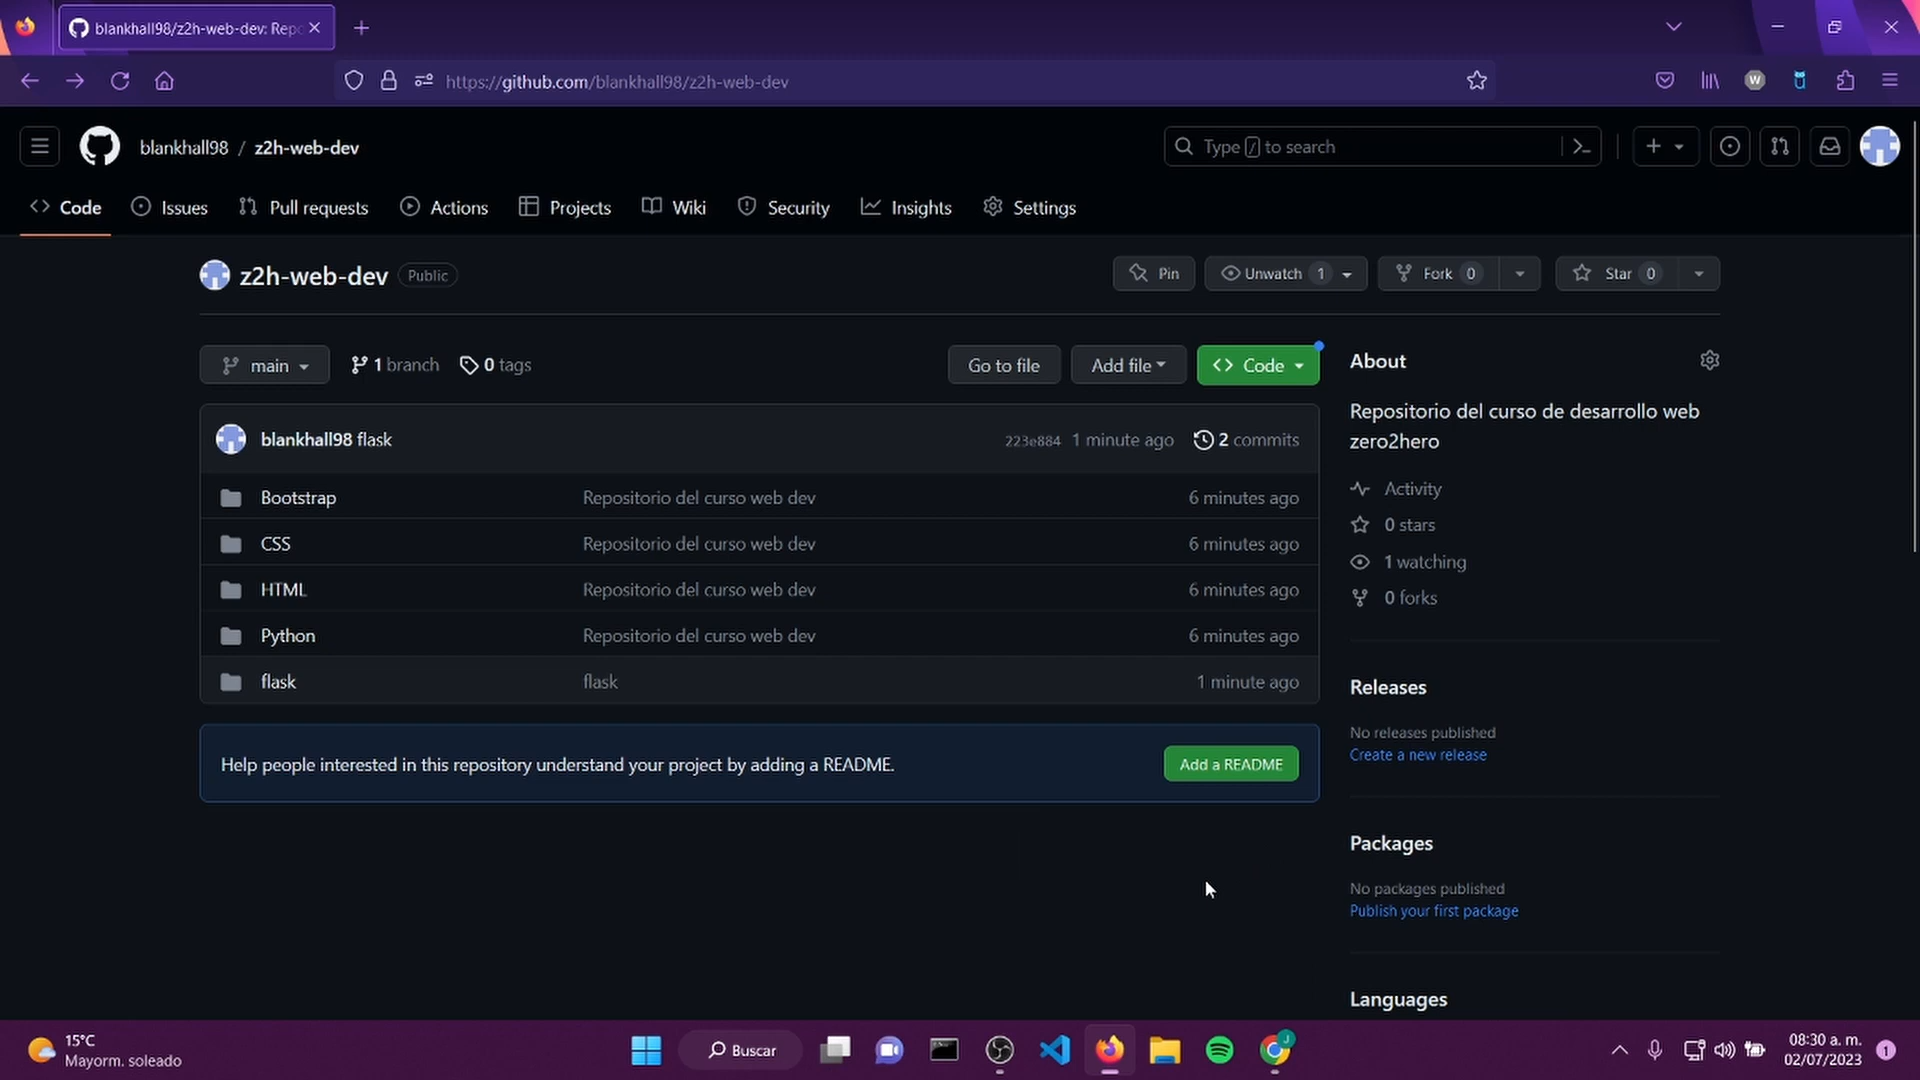 blankhall98/z2h-web-dev: Repo
https://github.com/blankhall98/z2h-web-dev
W
blankhall98 / z2h-web-dev
Type / to search
Code
Issues
Pull requests
Actions
Projects
Wiki
Security
Insights
Settings
z2h-web-dev Public
Pin
Unwatch 1
Fork 0
Star 0
main
1 branch
0 tags
Go to file
Add file
Code
blankhall98 flask 223e884 1 minute ago 2 commits
Bootstrap Repositorio del curso web dev 6 minutes ago
CSS Repositorio del curso web dev 6 minutes ago
HTML Repositorio del curso web dev 6 minutes ago
Python Repositorio del curso web dev 6 minutes ago
flask flask 1 minute ago
Help people interested in this repository understand your project by adding a README.
Add a README
About
Repositorio del curso de desarrollo web
zero2hero
Activity
0 stars
1 watching
0 forks
Releases
No releases published
Create a new release
Packages
No packages published
Publish your first package
Languages
15°C
Mayorm. soleado
Buscar
J
08:30 a. m.
02/07/2023
1